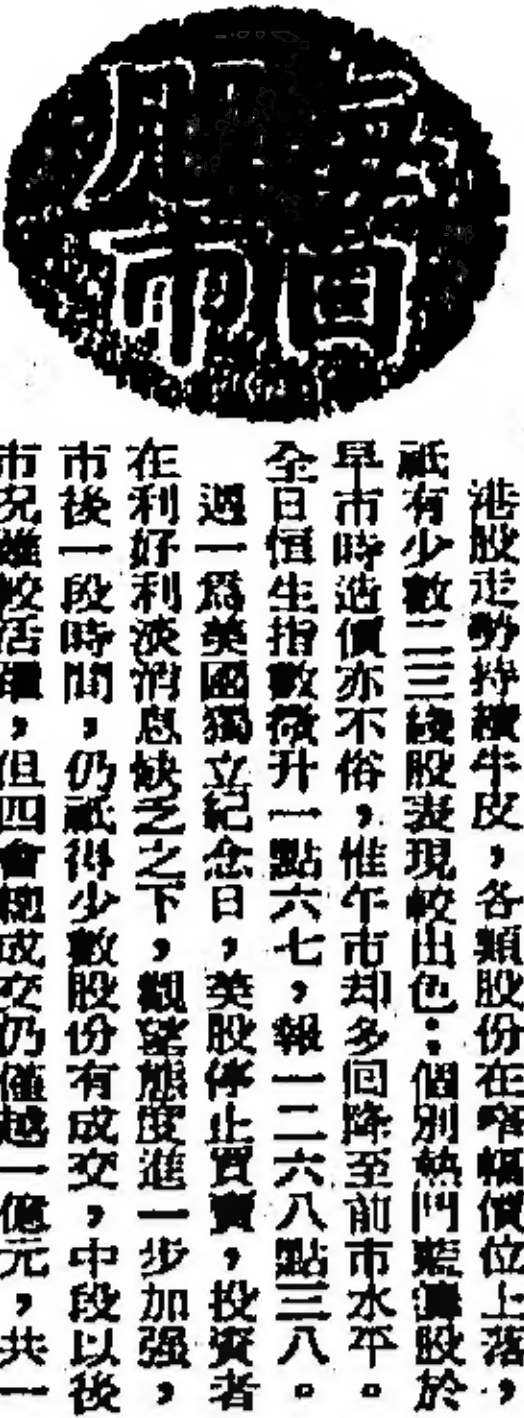 每日
股市
港股走勢持續牛皮,各類股份在窄幅價位上落,
祇有少數二三綫股表現較出色;個別熱門藍籌股於
早市時造價亦不俗,惟午市却多回降至前市水平。
全日恒生指數微升一點六七,報一二六八點三八。
週一爲美國獨立紀念日,美股停止買賣,投資者
在利好利淡消息缺乏之下,觀望態度進一步加强,
市後一段時間,仍祇得少數股份有成交,中段以後
市況雖較活躍,但四會總成交仍僅越一億元,共一